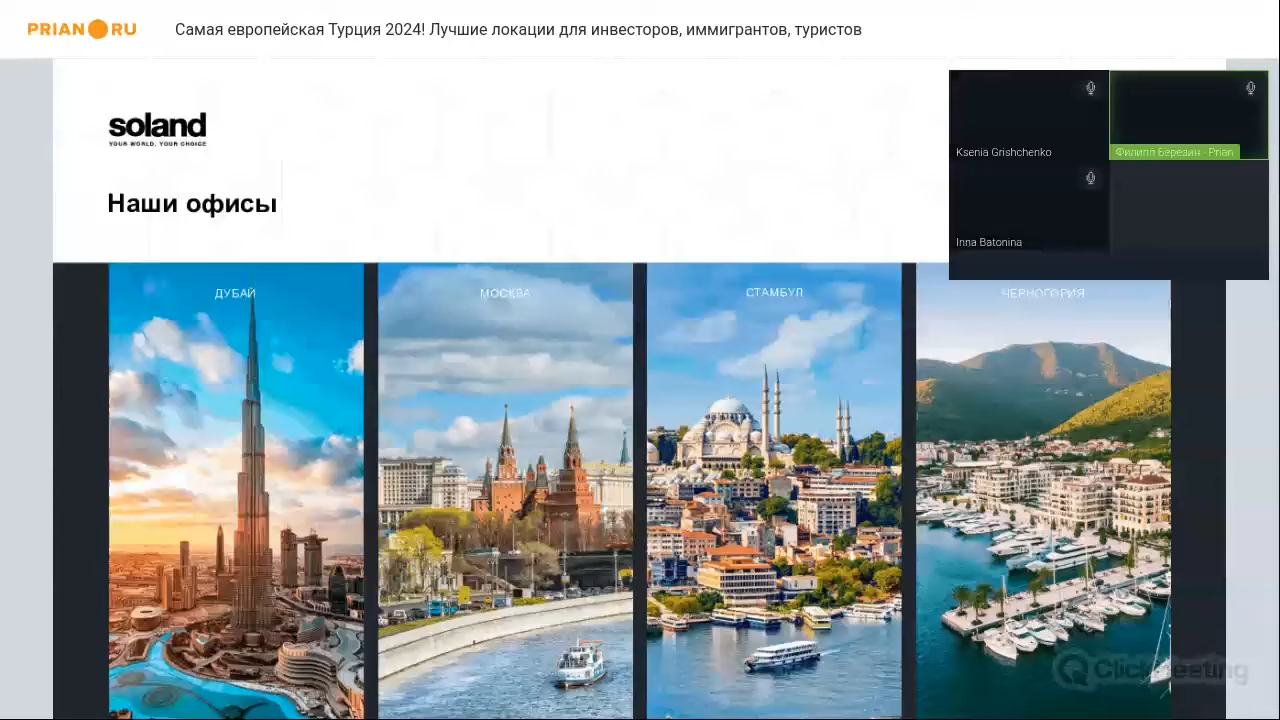 PRIAN RU
Самая европейская Турция 2024! Лучшие локации для инвесторов, иммигрантов, туристов
soland
YOUR WORLD, YOUR CHOICE
Наши офисы
Ksenia Grishchenko
Филипп Березин - Prian
Inna Batonina
ДУБАЙ
МОСКВА
СТАМБУЛ
ЧЕРНОГОРИЯ
ClickMeeting